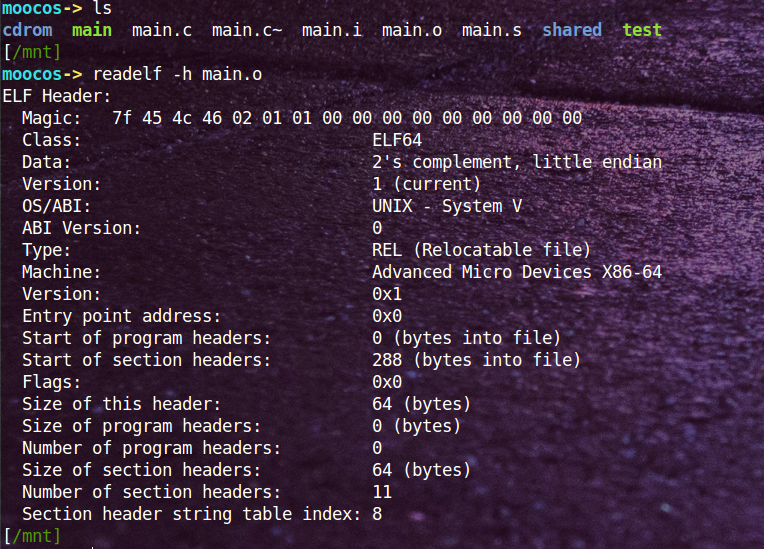 moocos-> ls
cdrom  main  main.c  main.c~  main.i  main.o  main.s  shared  test
[/mnt]
moocos-> readelf -h main.o
ELF Header:
  Magic:   7f 45 4c 46 02 01 01 00 00 00 00 00 00 00 00 00
  Class:                             ELF64
  Data:                              2's complement, little endian
  Version:                           1 (current)
  OS/ABI:                            UNIX - System V
  ABI Version:                       0
  Type:                              REL (Relocatable file)
  Machine:                           Advanced Micro Devices X86-64
  Version:                           0x1
  Entry point address:               0x0
  Start of program headers:          0 (bytes into file)
  Start of section headers:          288 (bytes into file)
  Flags:                             0x0
  Size of this header:               64 (bytes)
  Size of program headers:           0 (bytes)
  Number of program headers:         0
  Size of section headers:           64 (bytes)
  Number of section headers:         11
  Section header string table index: 8
[/mnt]